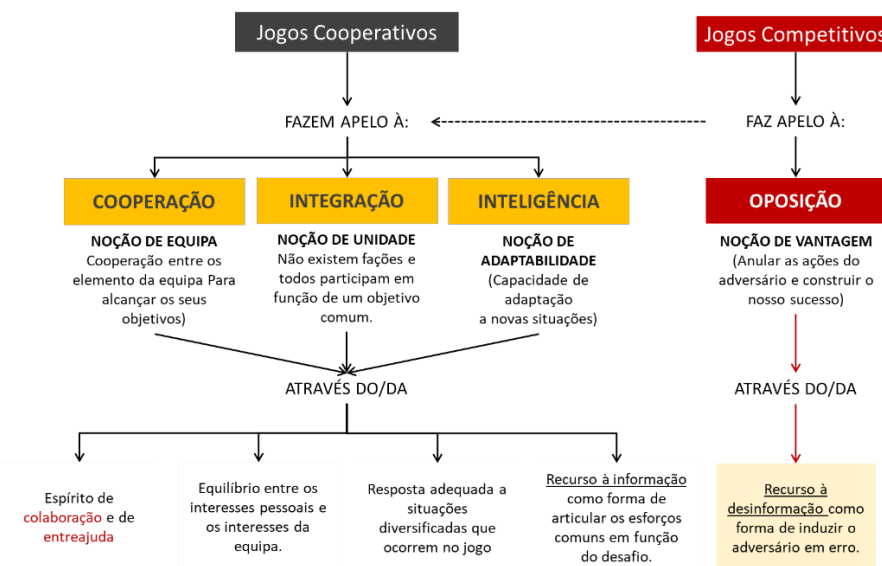 Jogos Cooperativos
Jogos Competitivos
FAZEM APELO À:
FAZ APELO À:
COOPERAÇÃO
INTEGRAÇÃO
INTELIGÊNCIA
OPOSIÇÃO
NOÇÃO DE EQUIPA
Cooperação entre os
elemento da equipa Para
alcançar os seus
objetivos)
NOÇÃO DE UNIDADE
Não existem fações e
todos participam em
função de um objetivo
comum.
NOÇÃO DE
ADAPTABILIDADE
(Capacidade de
adaptação
a novas situações)
NOÇÃO DE VANTAGEM
(Anular as ações do
adversário e construir o
nosso sucesso)
ATRAVÉS DO/DA
ATRAVÉS DO/DA
Espírito de
colaboração e de
entreajuda
Equilíbrio entre os
interesses pessoais e
os interesses da
equipa.
Resposta adequada a
situações
diversificadas que
ocorrem no jogo
Recurso à informação
como forma de
articular os esforços
comuns em função
do desafio.
Recurso à
desinformação como
forma de induzir o
adversário em erro.